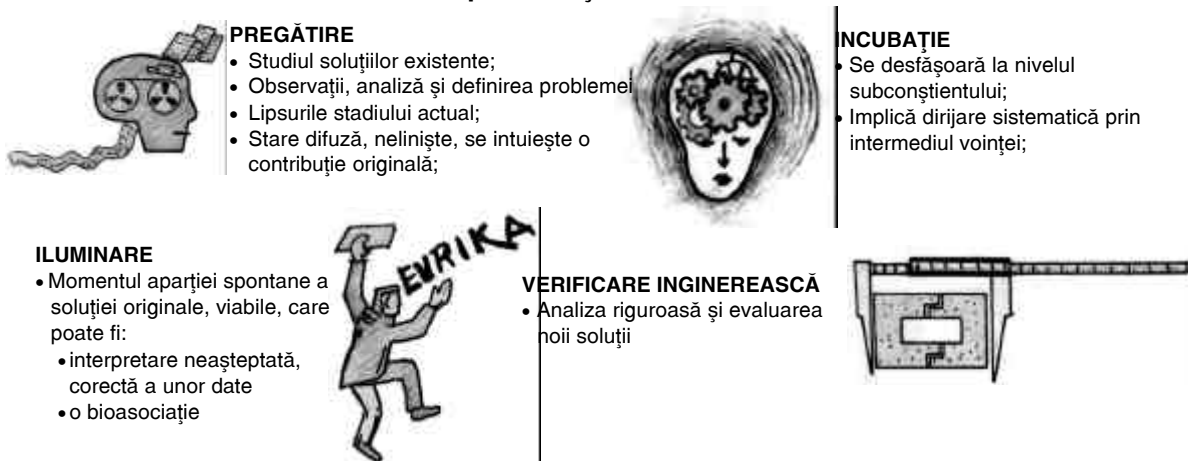 PREGĂTIRE
• Studiul soluţiilor existente;
• Observaţii, analiză şi definirea problemei
• Lipsurile stadiului actual;
• Stare difuză, nelinişte, se intuieşte o
contribuţie originală;
INCUBAŢIE
• Se desfăşoară la nivelul
subconştientului;
• Implică dirijare sistematică prin
intermediul voinţei;
ILUMINARE
• Momentul apariţiei spontane a
soluţiei originale, viabile, care
poate fi:
• interpretare neaşteptată,
corectă a unor date
• o bioasociaţie
EVRIKA
VERIFICARE INGINEREASCĂ
• Analiza riguroasă şi evaluarea
noii soluţii